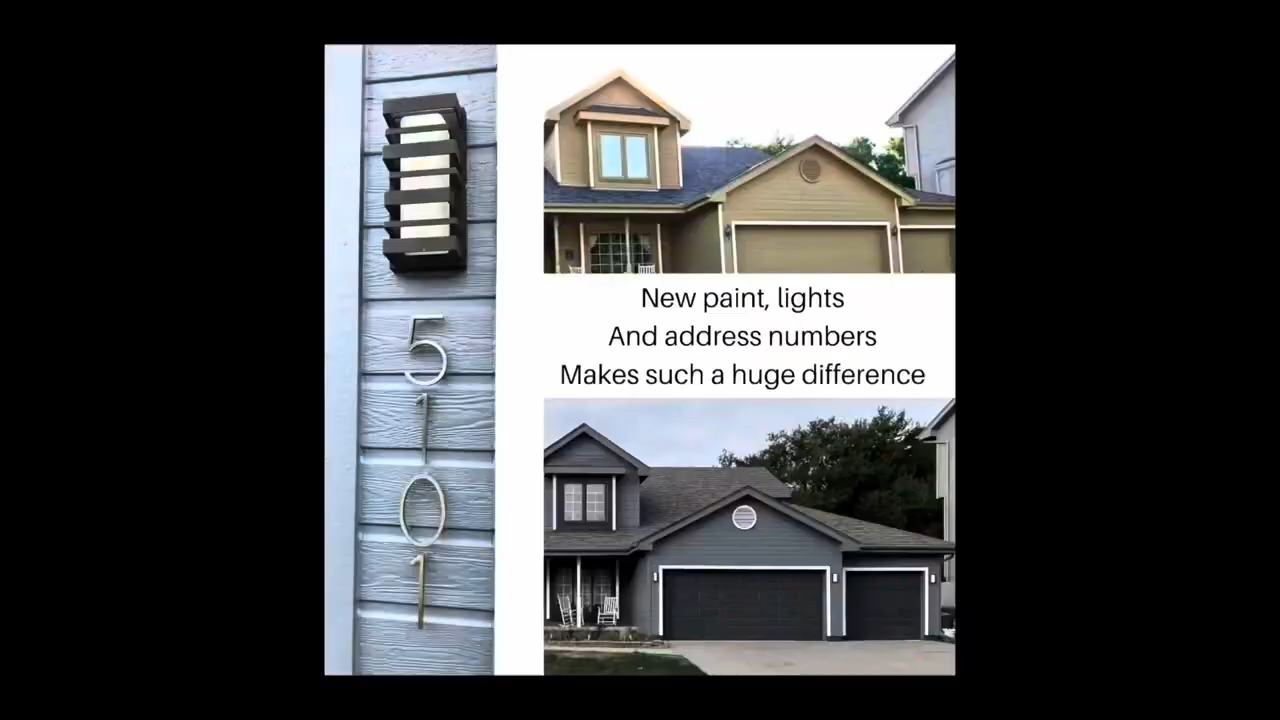 5
1
0
1
New paint, lights
And address numbers
Makes such a huge difference